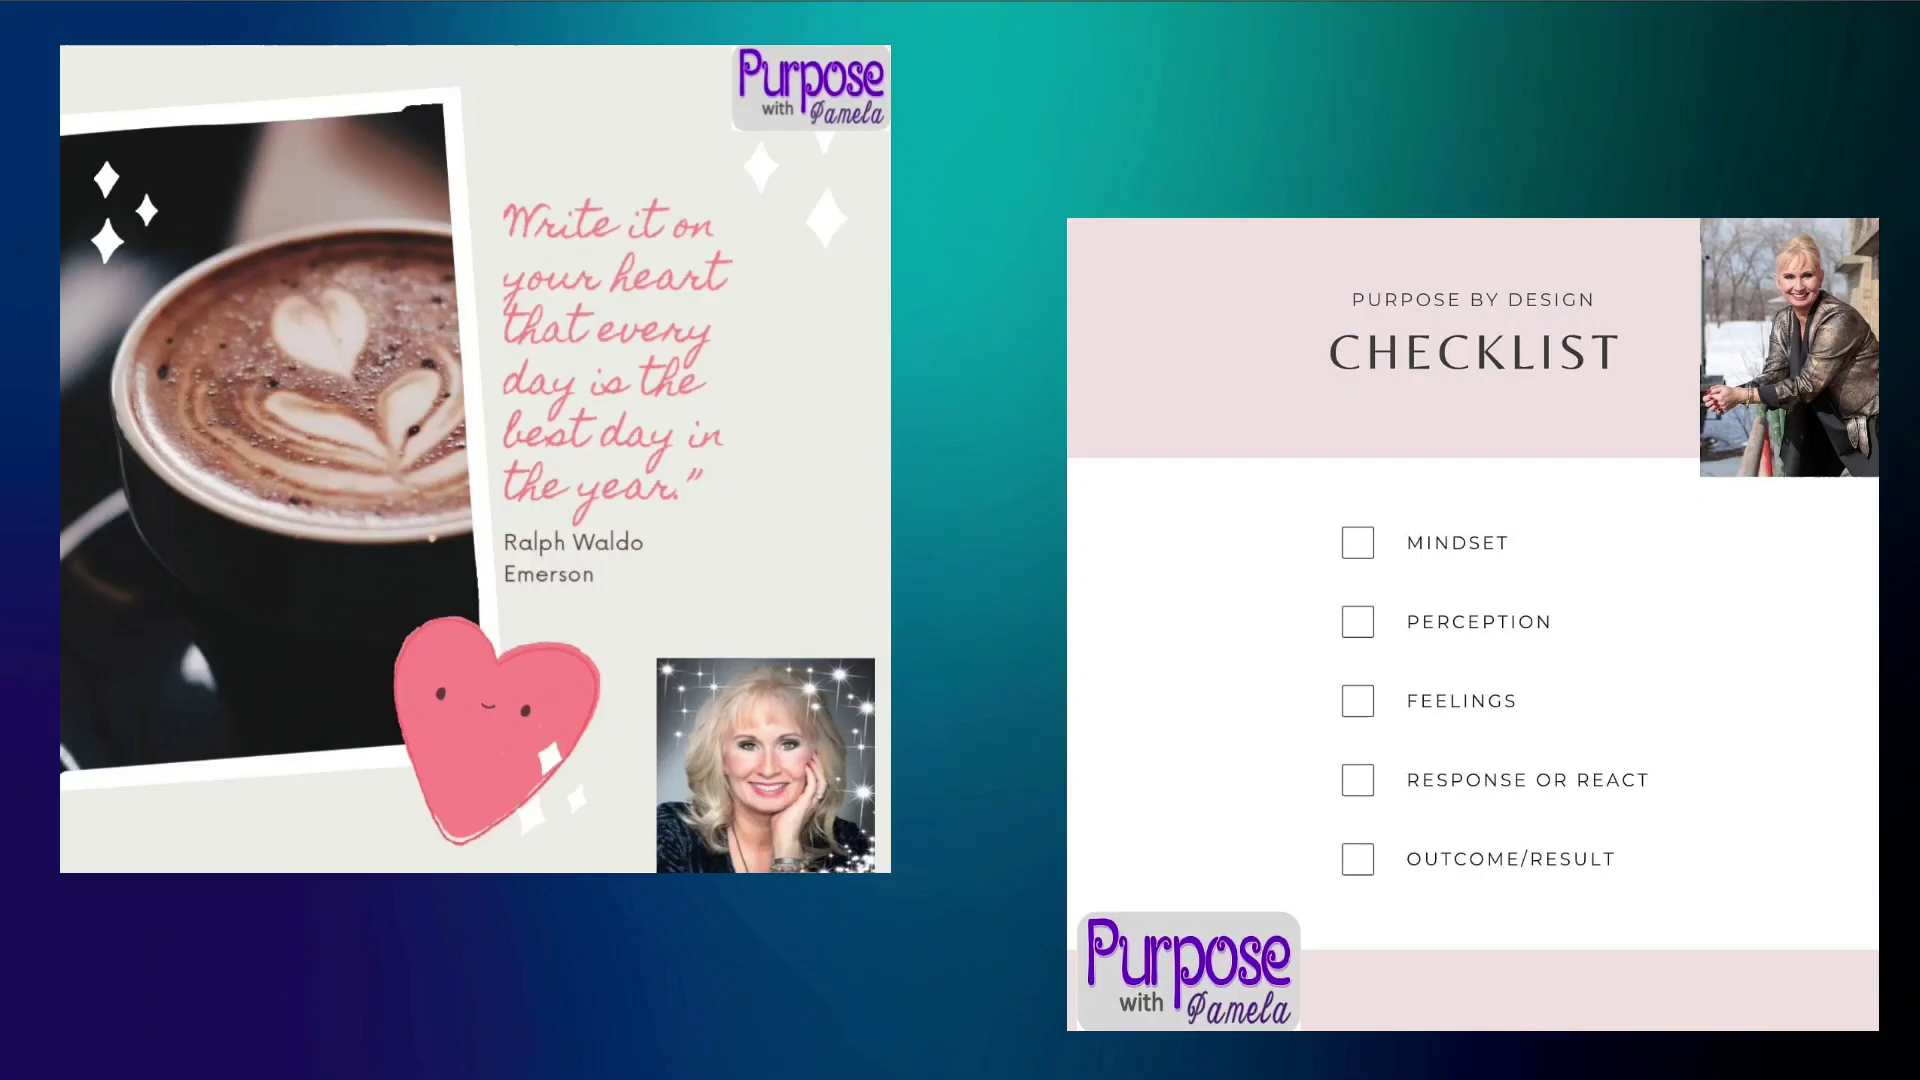 Purpose
with Pamela
Write it on
your heart
that every
day is the
best day in
the year.”
Ralph Waldo
Emerson
PURPOSE BY DESIGN
CHECKLIST
MINDSET
PERCEPTION
FEELINGS
RESPONSE OR REACT
OUTCOME/RESULT
Purpose
with Pamela